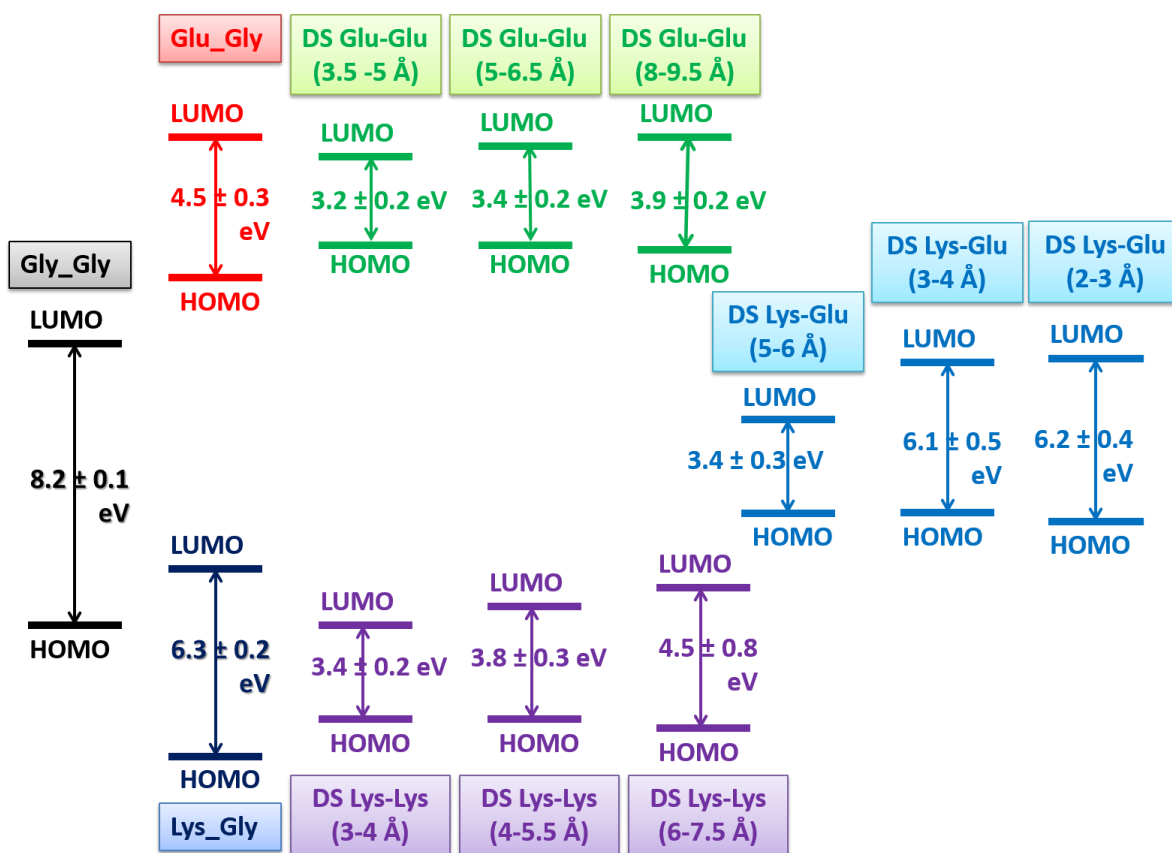 Glu_Gly
DS Glu-Glu
(3.5 -5 Å)
DS Glu-Glu
(5-6.5 Å)
DS Glu-Glu
(8-9.5 Å)
LUMO
4.5 ± 0.3
eV
HOMO
LUMO
3.2 ± 0.2 eV
HOMO
LUMO
3.4 ± 0.2 eV
HOMO
LUMO
3.9 ± 0.2 eV
HOMO
Gly_Gly
LUMO
8.2 ± 0.1
eV
HOMO
DS Lys-Glu
(5-6 Å)
LUMO
3.4 ± 0.3 eV
HOMO
DS Lys-Glu
(3-4 Å)
LUMO
6.1 ± 0.5
eV
HOMO
DS Lys-Glu
(2-3 Å)
LUMO
6.2 ± 0.4
eV
HOMO
LUMO
6.3 ± 0.2
eV
HOMO
Lys_Gly
LUMO
3.4 ± 0.2 eV
HOMO
DS Lys-Lys
(3-4 Å)
LUMO
3.8 ± 0.3 eV
HOMO
DS Lys-Lys
(4-5.5 Å)
LUMO
4.5 ± 0.8
eV
HOMO
DS Lys-Lys
(6-7.5 Å)